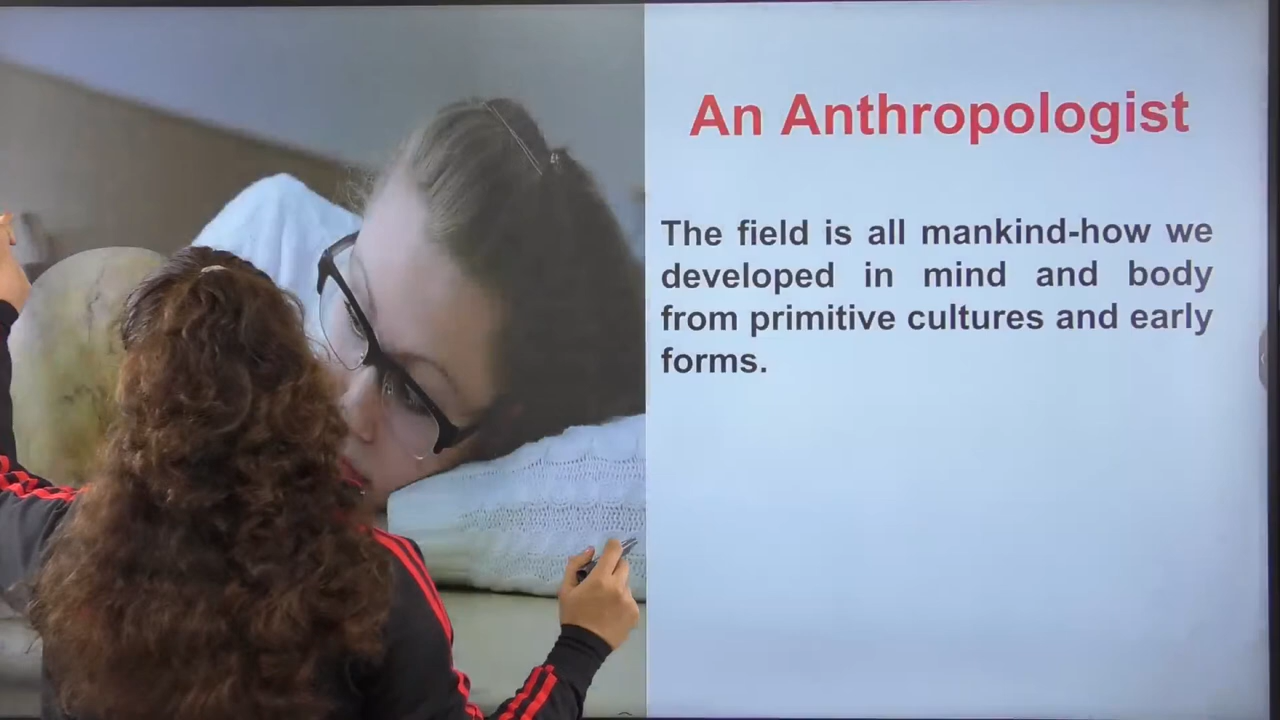 An Anthropologist
The field is all mankind-how we
developed in mind and body
from primitive cultures and early
forms.